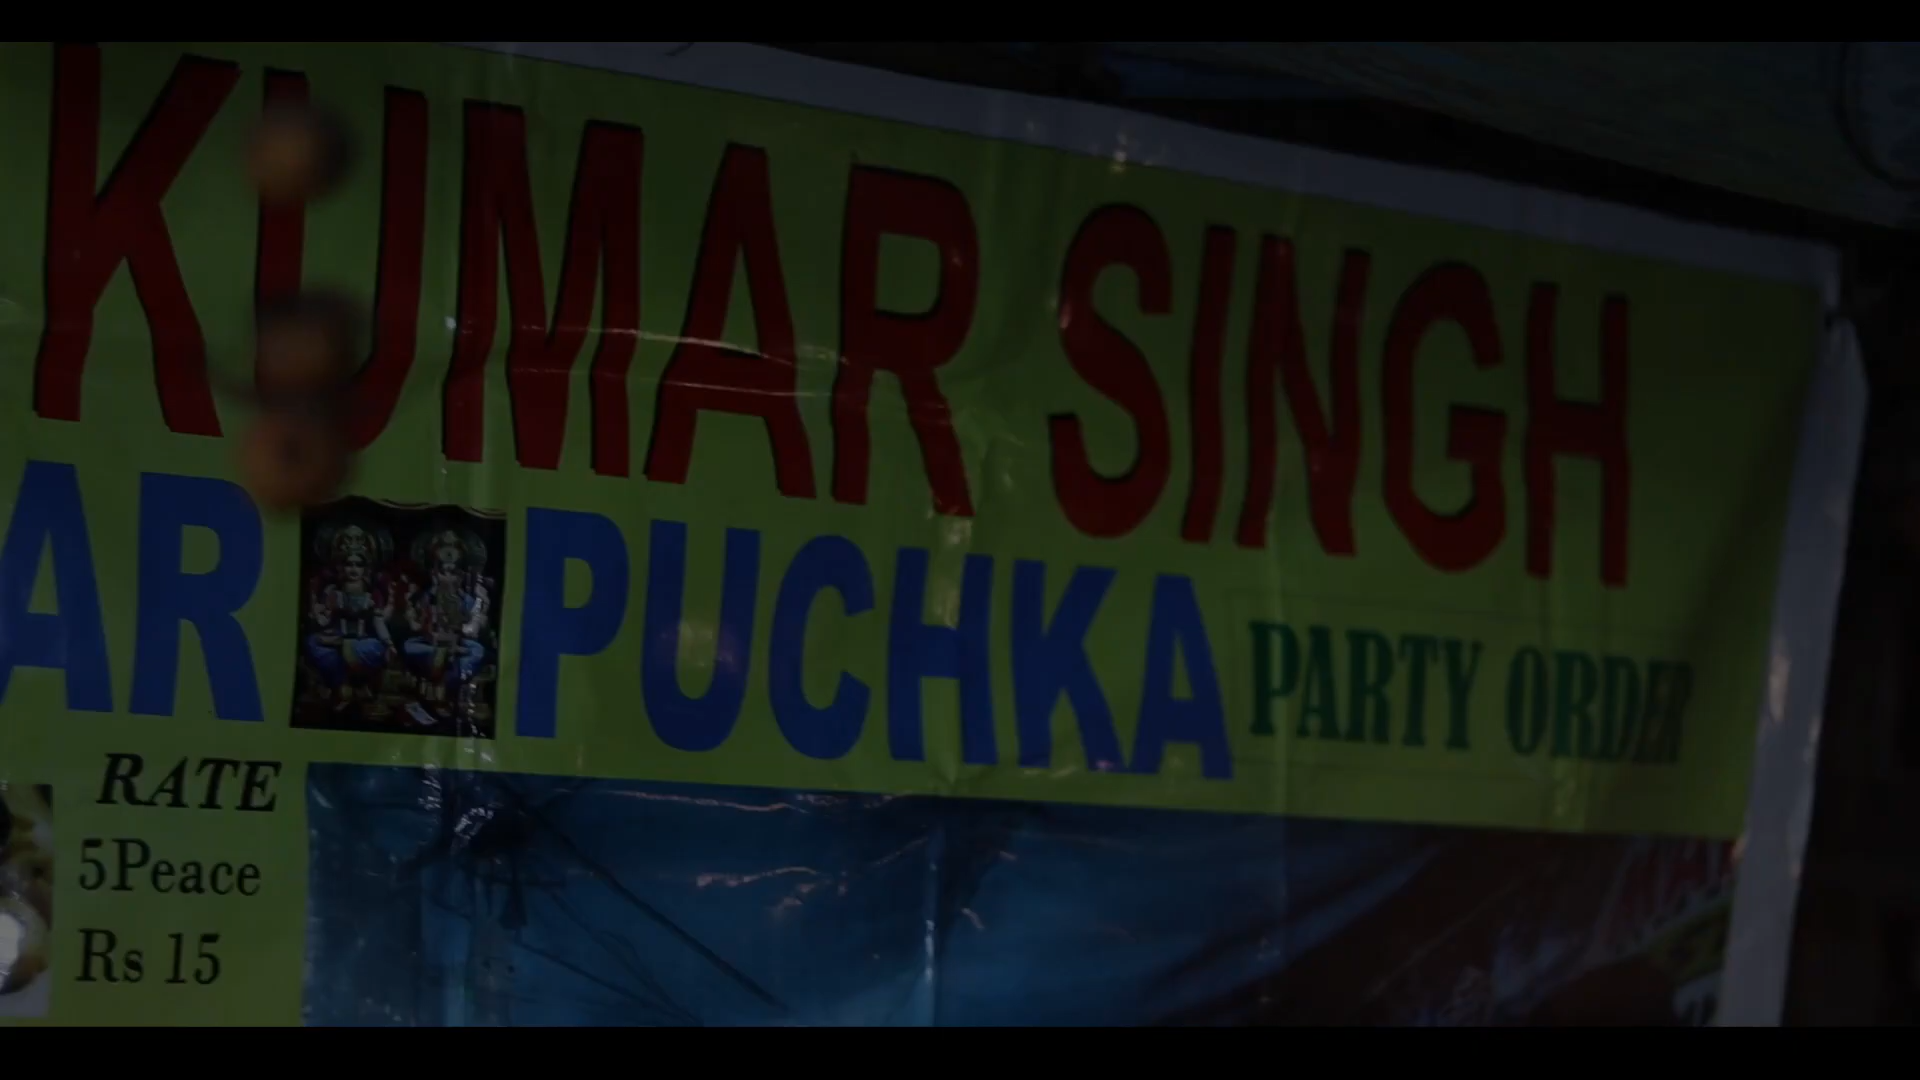 KUMAR SINGH
AR PUCHKA PARTY ORDER
RATE
5Peace
Rs 15